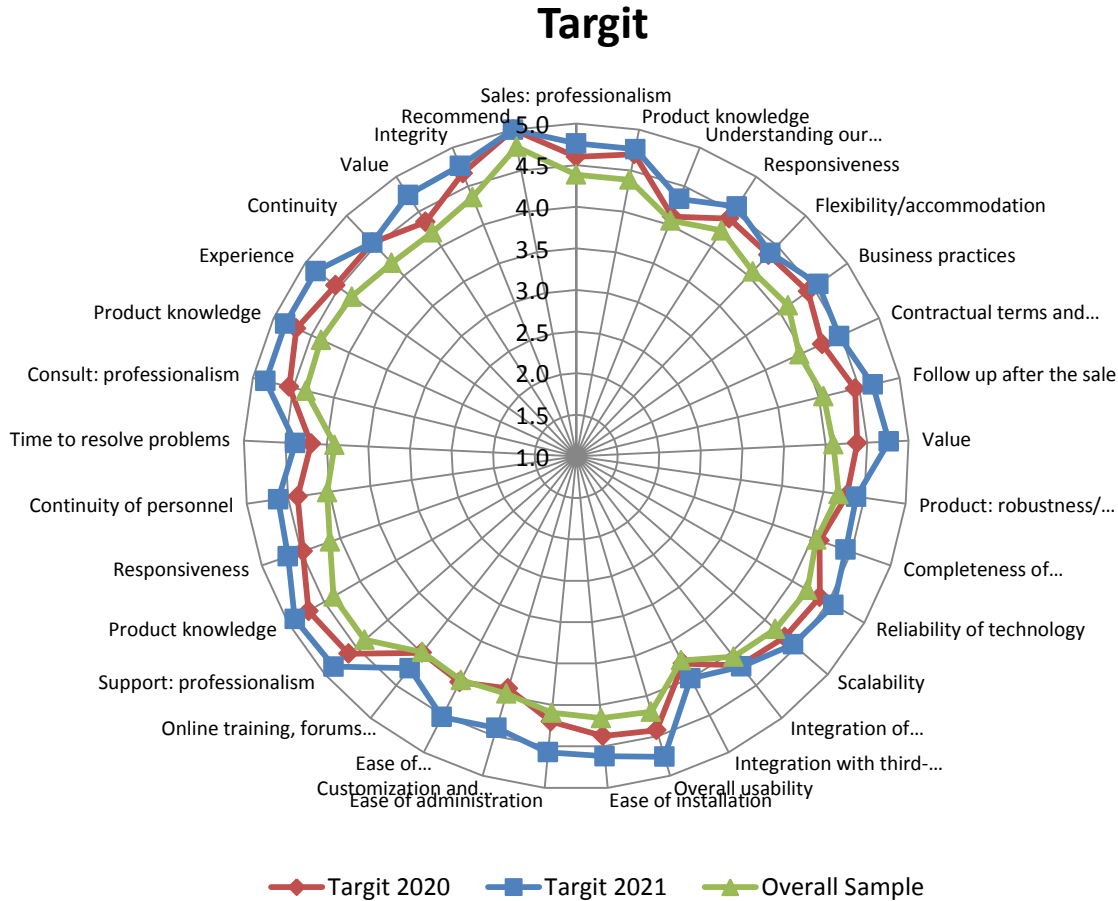 Targit
Sales: professionalism
Product knowledge
Understanding our...
Responsiveness
Flexibility/accommodation
Business practices
Contractual terms and...
Follow up after the sale
Value
Product: robustness/...
Completeness of...
Reliability of technology
Scalability
Integration of...
Integration with third-...
Overall usability
Ease of installation
Ease of administration
Customization and...
Ease of...
Online training, forums...
Support: professionalism
Product knowledge
Responsiveness
Continuity of personnel
Time to resolve problems
Consult: professionalism
Product knowledge
Experience
Continuity
Value
Integrity
Recommend
5.0
4.5
4.0
3.5
3.0
2.5
2.0
1.5
1.0
Targit 2020
Targit 2021
Overall Sample